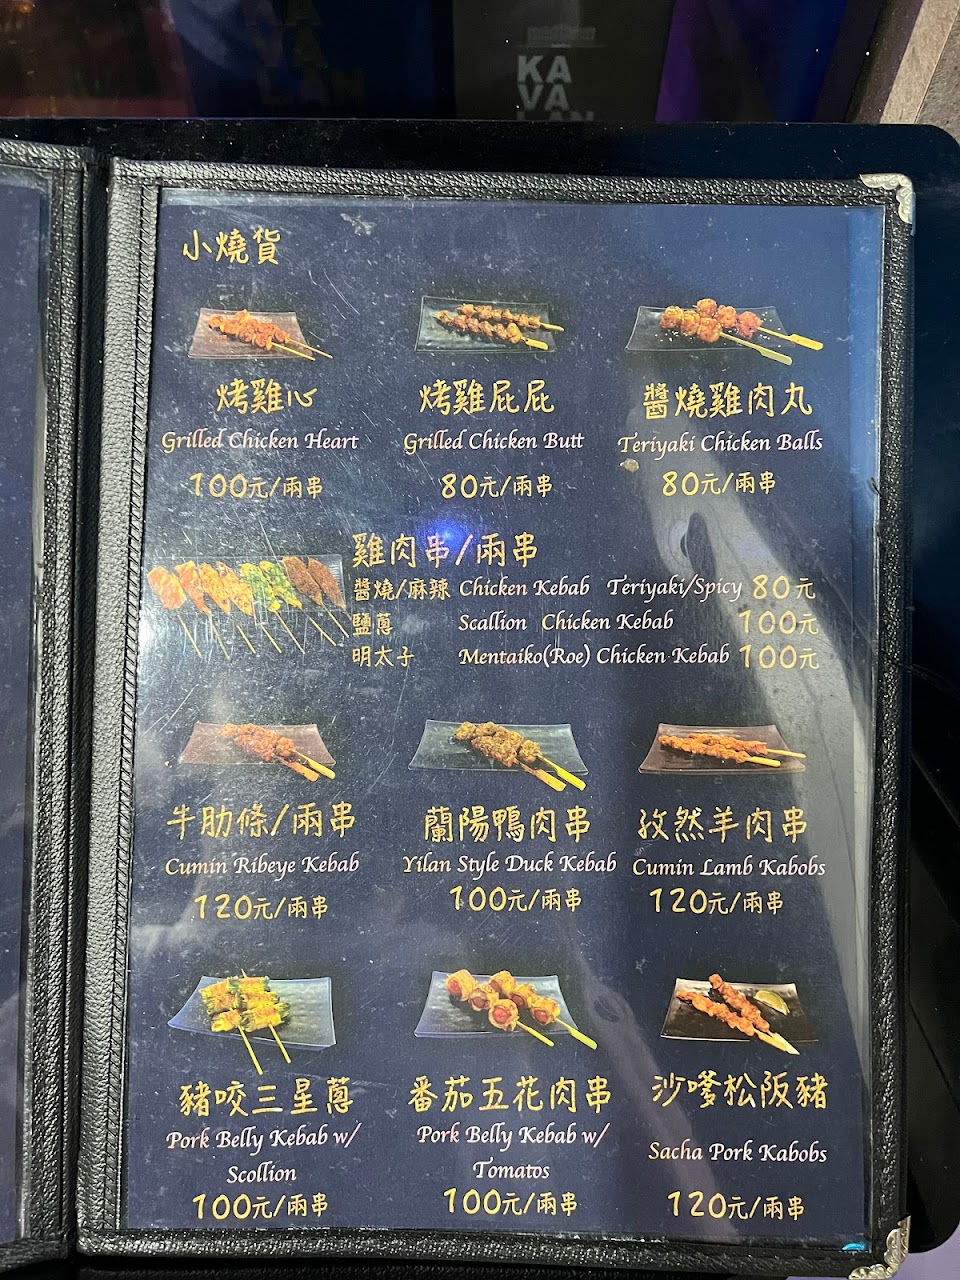 KA
VA
LAN
KA
VA
LAN
小燒貨
烤雞心
Grilled Chicken Heart
100元/兩串
烤雞屁屁
Grilled Chicken Butt
80元/兩串
醬燒雞肉丸
Teriyaki Chicken Balls
80元/兩串
雞肉串/兩串
醬燒/麻辣 Chicken Kebab Teriyaki/Spicy 80元
鹽蔥 Scallion Chicken Kebab 100元
明太子 Mentaiko(Roe) Chicken Kebab 100元
牛肋條/兩串
Cumin Ribeye Kebab
120元/兩串
蘭陽鴨肉串
Yilan Style Duck Kebab
100元/兩串
孜然羊肉串
Cumin Lamb Kabobs
120元/兩串
豬咬三星蔥
Pork Belly Kebab w/
Scollion
100元/兩串
番茄五花肉串
Pork Belly Kebab w/
Tomatos
100元/兩串
沙嗲松阪豬
Sacha Pork Kabobs
120元/兩串